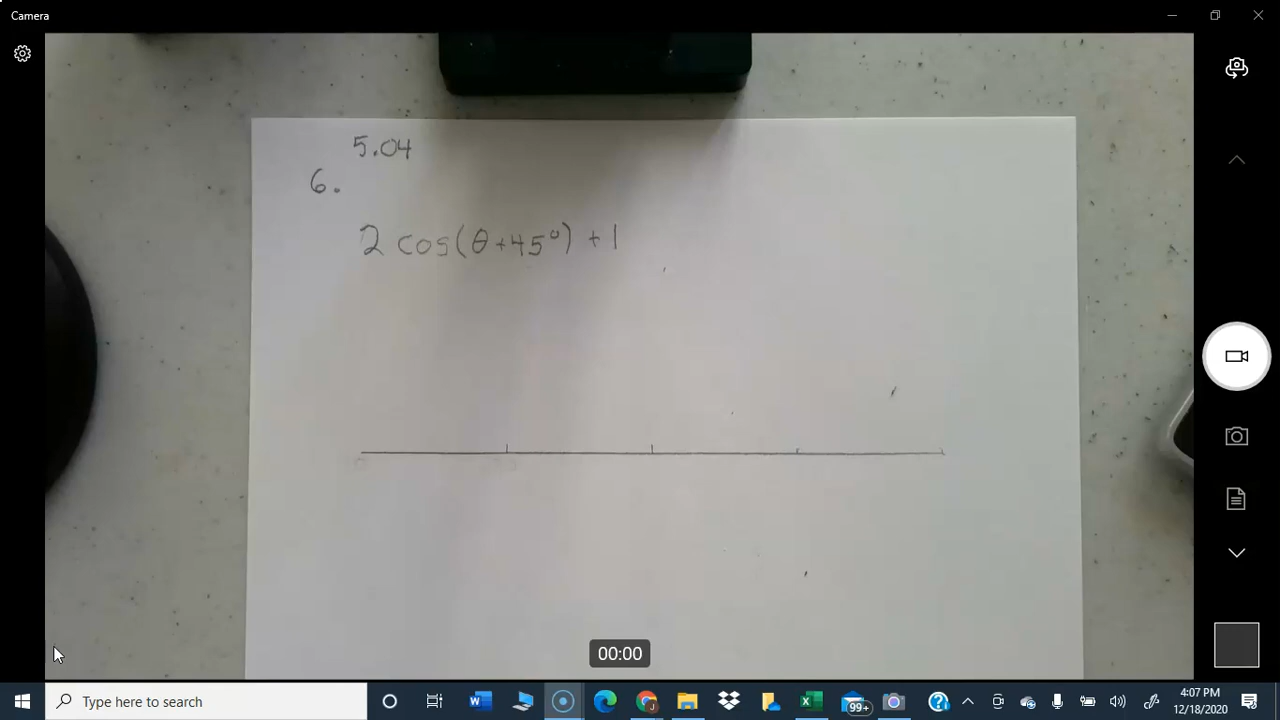 Camera
5.04
6.
2 cos(θ+45°) +1
00:00
Type here to search
99+
4:07 PM
12/18/2020